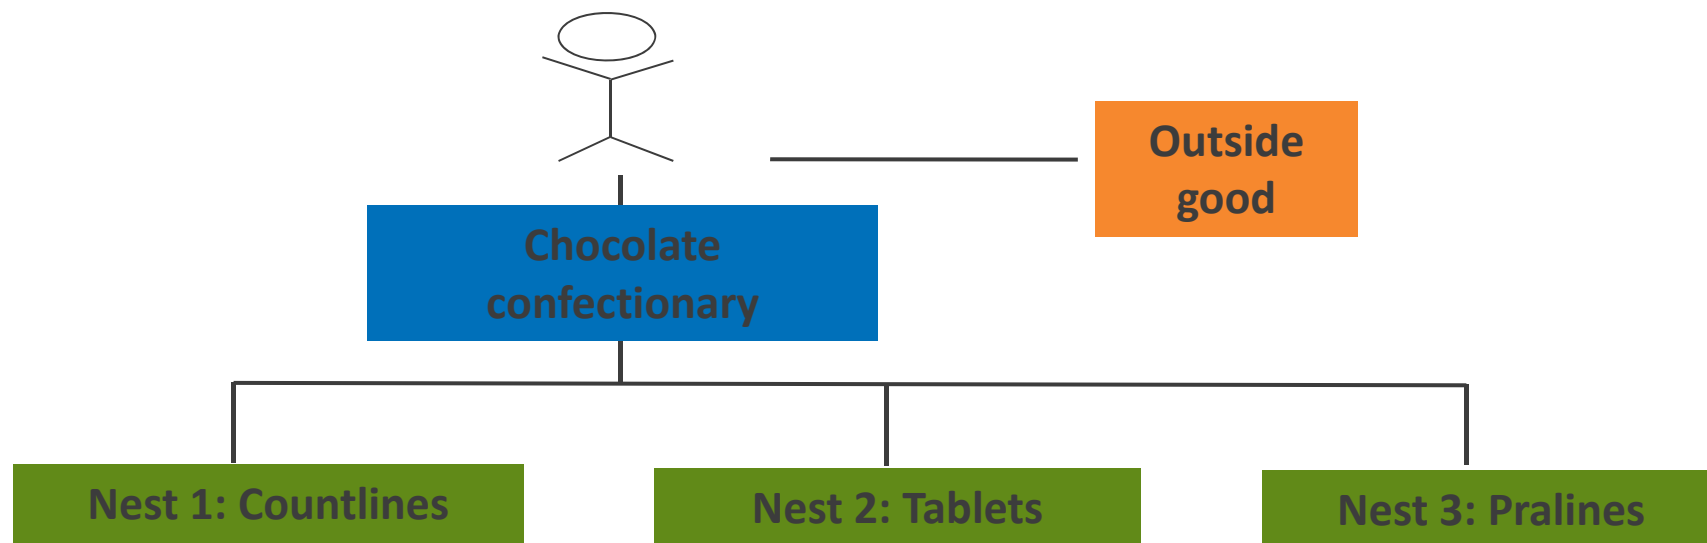 Outside
good
Chocolate
confectionary
Nest 1: Countlines
Nest 2: Tablets
Nest 3: Pralines